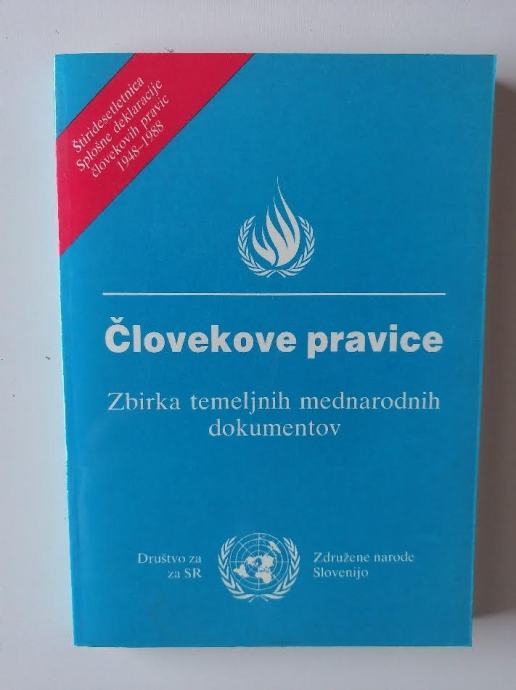 Štiridesetletnica
Splošne deklaracije
človekovih pravic
1948–1988
Človekove pravice
Zbirka temeljnih mednarodnih
dokumentov
Društvo za Združene narode
za SR Slovenijo